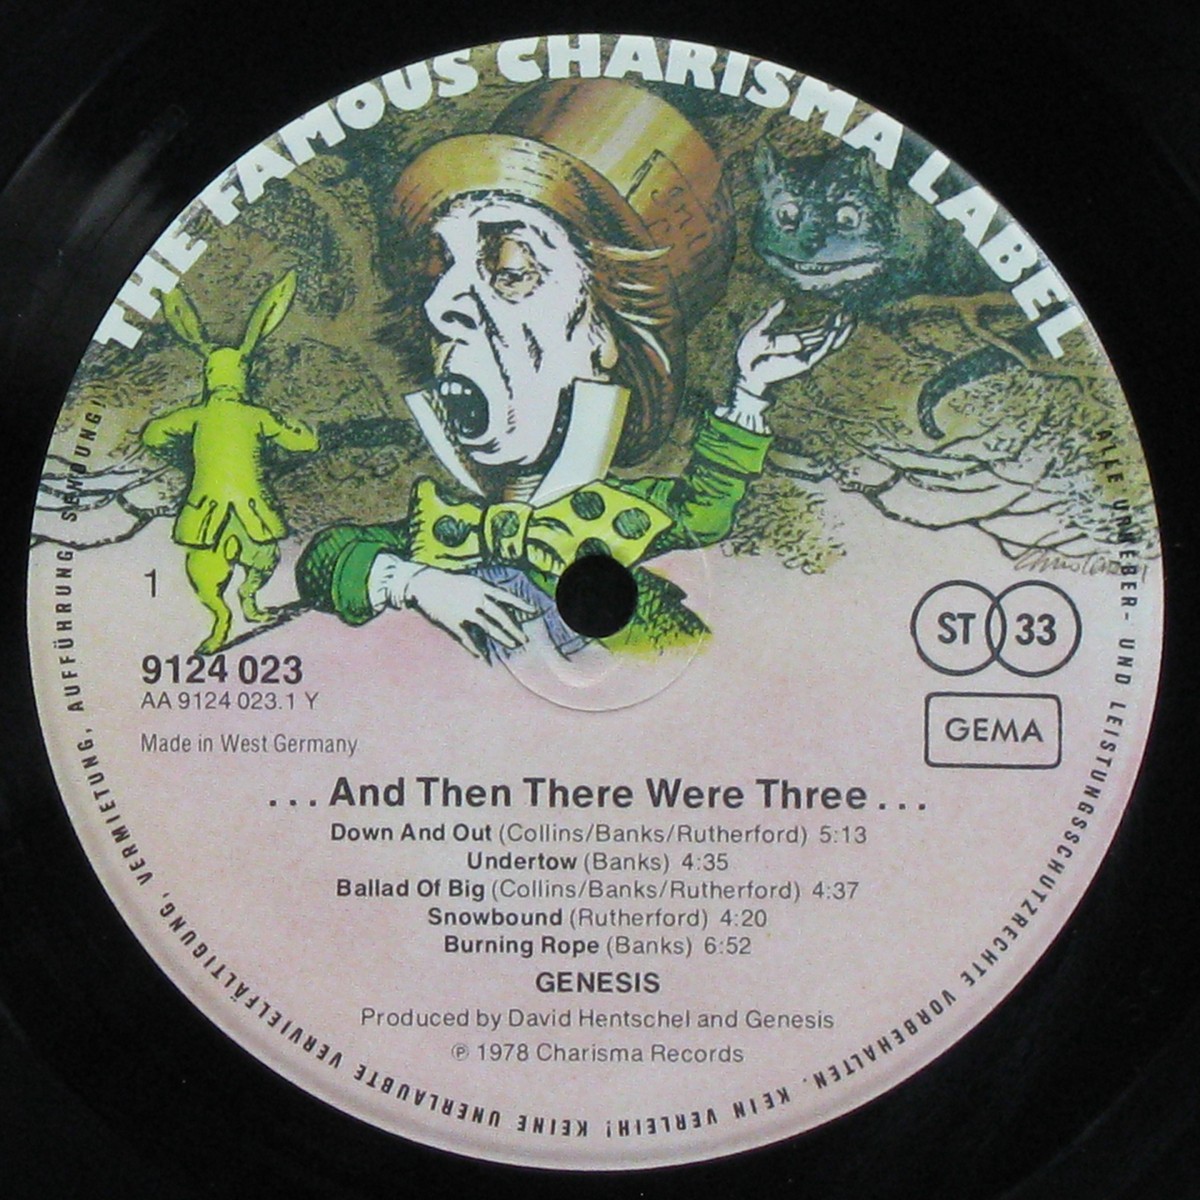 THE FAMOUS CHARISMA LABEL
1
9124 023
AA 9124 023.1 Y
Made in West Germany
ST 33
GEMA
...And Then There Were Three...
Down And Out (Collins/Banks/Rutherford) 5:13
Undertow (Banks) 4:35
Ballad Of Big (Collins/Banks/Rutherford) 4:37
Snowbound (Rutherford) 4:20
Burning Rope (Banks) 6:52
GENESIS
Produced by David Hentschel and Genesis
℗ 1978 Charisma Records
ALLE URHEBER- UND LEISTUNGSSCHUTZRECHTE VORBEHALTEN. KEIN VERLEIH! KEINE UNERLAUBTE VERVIELFÄLTIGUNG, VERMIETUNG, AUFFÜHRUNG, SENDUNG!